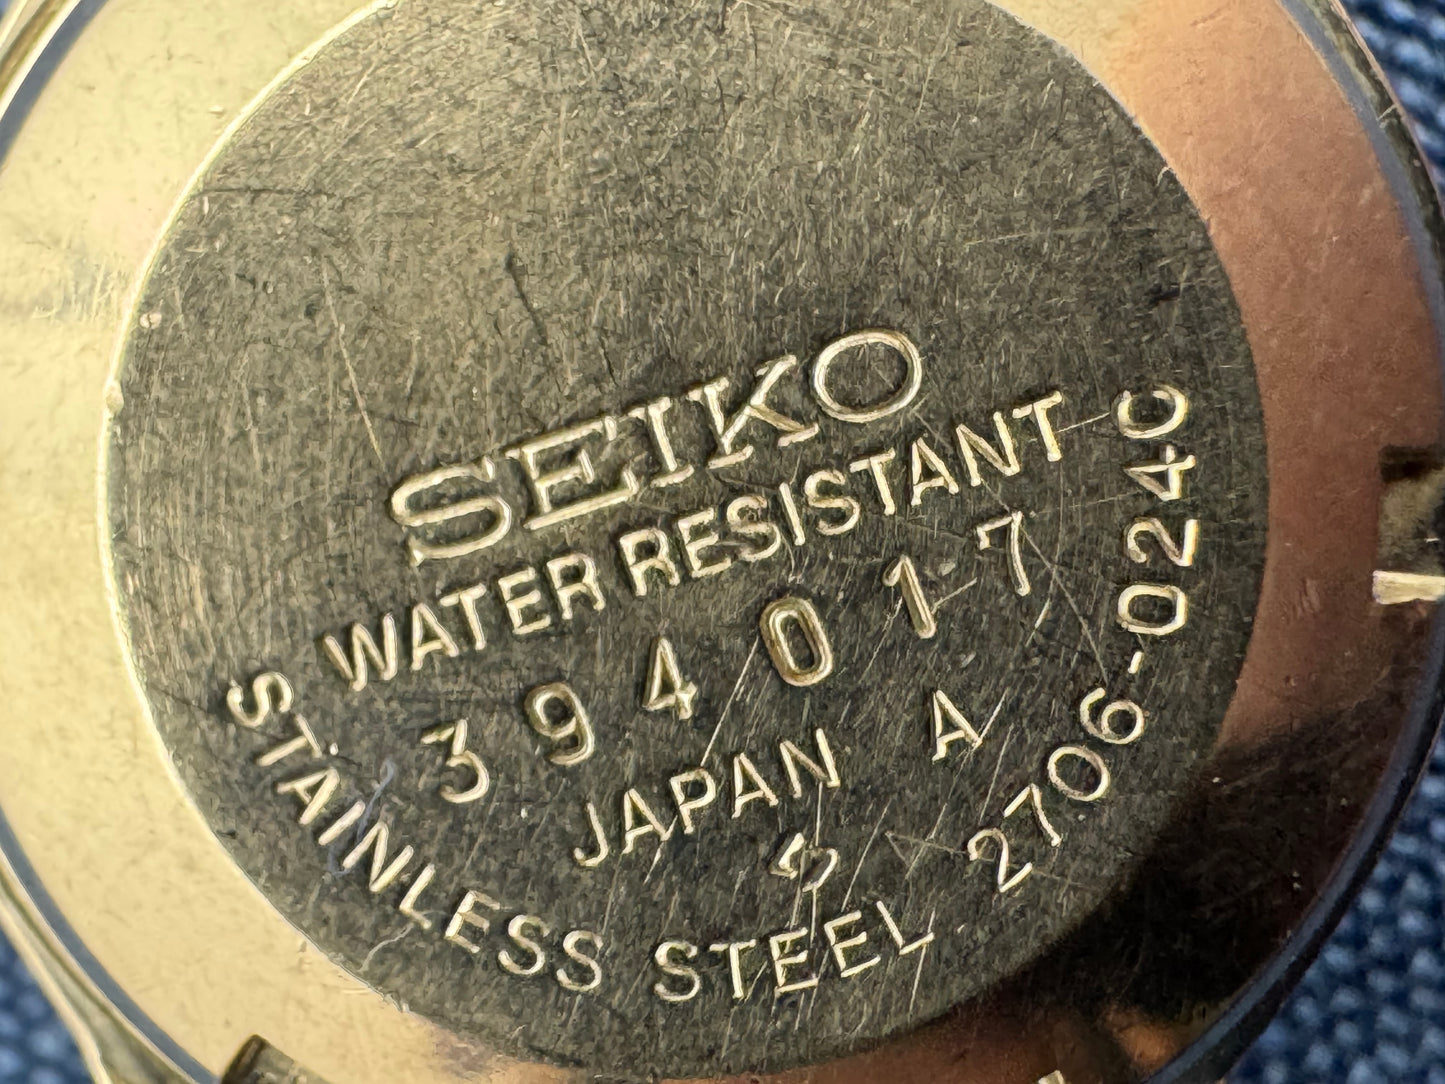 SEIKO
WATER RESISTANT
394017
JAPAN A
STAINLESS STEEL 2706-024C